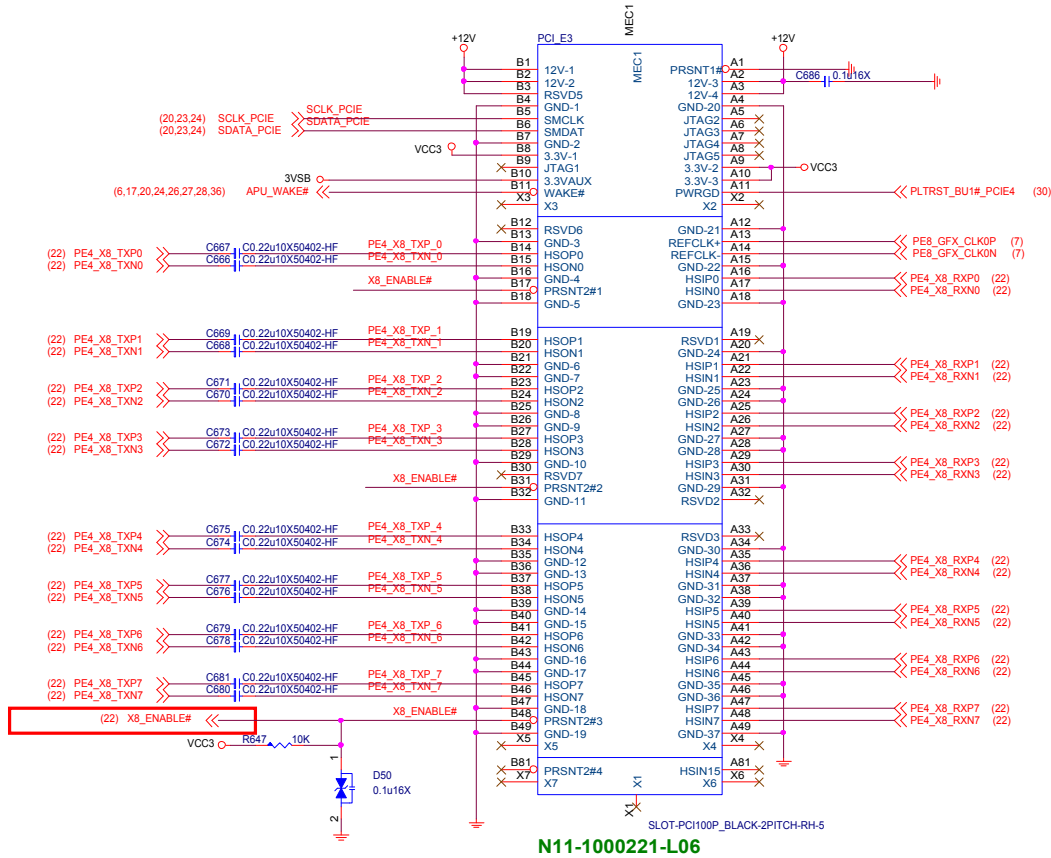 MEC1
PCI_E3
MEC1
+12V
+12V
B1 12V-1 PRSNT1# A1
B2 12V-2 12V-3 A2 C686 0.1u16X
B3 RSVD5 12V-4 A3
B4 GND-1 GND-20 A4
(20,23,24) SCLK_PCIE SCLK_PCIE B5 SMCLK JTAG2 A5
(20,23,24) SDATA_PCIE SDATA_PCIE B6 SMDAT JTAG3 A6
B7 GND-2 JTAG4 A7
VCC3 B8 3.3V-1 JTAG5 A8
B9 JTAG1 3.3V-2 A9 VCC3
3VSB B10 3.3VAUX 3.3V-3 A10
(6,17,20,24,26,27,28,36) APU_WAKE# B11 WAKE# PWRGD A11 PLTRST_BU1#_PCIE4 (30)
X3 X3 X2 X2
B12 RSVD6 GND-21 A12
B13 GND-3 REFCLK+ A13 PE8_GFX_CLK0P (7)
(22) PE4_X8_TXP0 C667 C0.22u10X50402-HF PE4_X8_TXP_0 B14 HSOP0 REFCLK- A14 PE8_GFX_CLK0N (7)
(22) PE4_X8_TXN0 C666 C0.22u10X50402-HF PE4_X8_TXN_0 B15 HSON0 GND-22 A15
B16 GND-4 HSIP0 A16 PE4_X8_RXP0 (22)
X8_ENABLE# B17 PRSNT2#1 HSIN0 A17 PE4_X8_RXN0 (22)
B18 GND-5 GND-23 A18
(22) PE4_X8_TXP1 C669 C0.22u10X50402-HF PE4_X8_TXP_1 B19 HSOP1 RSVD1 A19
(22) PE4_X8_TXN1 C668 C0.22u10X50402-HF PE4_X8_TXN_1 B20 HSON1 GND-24 A20
B21 GND-6 HSIP1 A21 PE4_X8_RXP1 (22)
B22 GND-7 HSIN1 A22 PE4_X8_RXN1 (22)
(22) PE4_X8_TXP2 C671 C0.22u10X50402-HF PE4_X8_TXP_2 B23 HSOP2 GND-25 A23
(22) PE4_X8_TXN2 C670 C0.22u10X50402-HF PE4_X8_TXN_2 B24 HSON2 GND-26 A24
B25 GND-8 HSIP2 A25 PE4_X8_RXP2 (22)
B26 GND-9 HSIN2 A26 PE4_X8_RXN2 (22)
(22) PE4_X8_TXP3 C673 C0.22u10X50402-HF PE4_X8_TXP_3 B27 HSOP3 GND-27 A27
(22) PE4_X8_TXN3 C672 C0.22u10X50402-HF PE4_X8_TXN_3 B28 HSON3 GND-28 A28
B29 GND-10 HSIP3 A29 PE4_X8_RXP3 (22)
B30 RSVD7 HSIN3 A30 PE4_X8_RXN3 (22)
X8_ENABLE# B31 PRSNT2#2 GND-29 A31
B32 GND-11 RSVD2 A32
(22) PE4_X8_TXP4 C675 C0.22u10X50402-HF PE4_X8_TXP_4 B33 HSOP4 RSVD3 A33
(22) PE4_X8_TXN4 C674 C0.22u10X50402-HF PE4_X8_TXN_4 B34 HSON4 GND-30 A34
B35 GND-12 HSIP4 A35 PE4_X8_RXP4 (22)
B36 GND-13 HSIN4 A36 PE4_X8_RXN4 (22)
(22) PE4_X8_TXP5 C677 C0.22u10X50402-HF PE4_X8_TXP_5 B37 HSOP5 GND-31 A37
(22) PE4_X8_TXN5 C676 C0.22u10X50402-HF PE4_X8_TXN_5 B38 HSON5 GND-32 A38
B39 GND-14 HSIP5 A39 PE4_X8_RXP5 (22)
B40 GND-15 HSIN5 A40 PE4_X8_RXN5 (22)
(22) PE4_X8_TXP6 C679 C0.22u10X50402-HF PE4_X8_TXP_6 B41 HSOP6 GND-33 A41
(22) PE4_X8_TXN6 C678 C0.22u10X50402-HF PE4_X8_TXN_6 B42 HSON6 GND-34 A42
B43 GND-16 HSIP6 A43 PE4_X8_RXP6 (22)
B44 GND-17 HSIN6 A44 PE4_X8_RXN6 (22)
(22) PE4_X8_TXP7 C681 C0.22u10X50402-HF PE4_X8_TXP_7 B45 HSOP7 GND-35 A45
(22) PE4_X8_TXN7 C680 C0.22u10X50402-HF PE4_X8_TXN_7 B46 HSON7 GND-36 A46
B47 GND-18 HSIP7 A47 PE4_X8_RXP7 (22)
(22) X8_ENABLE# X8_ENABLE# B48 PRSNT2#3 HSIN7 A48 PE4_X8_RXN7 (22)
B49 GND-19 GND-37 A49
VCC3 R647 10K X5 X5 X4 X4
B81 PRSNT2#4 HSIN15 A81
X7 X7 X1 X6 X6
1
D50
0.1u16X
2
X1
SLOT-PCI100P_BLACK-2PITCH-RH-5
N11-1000221-L06